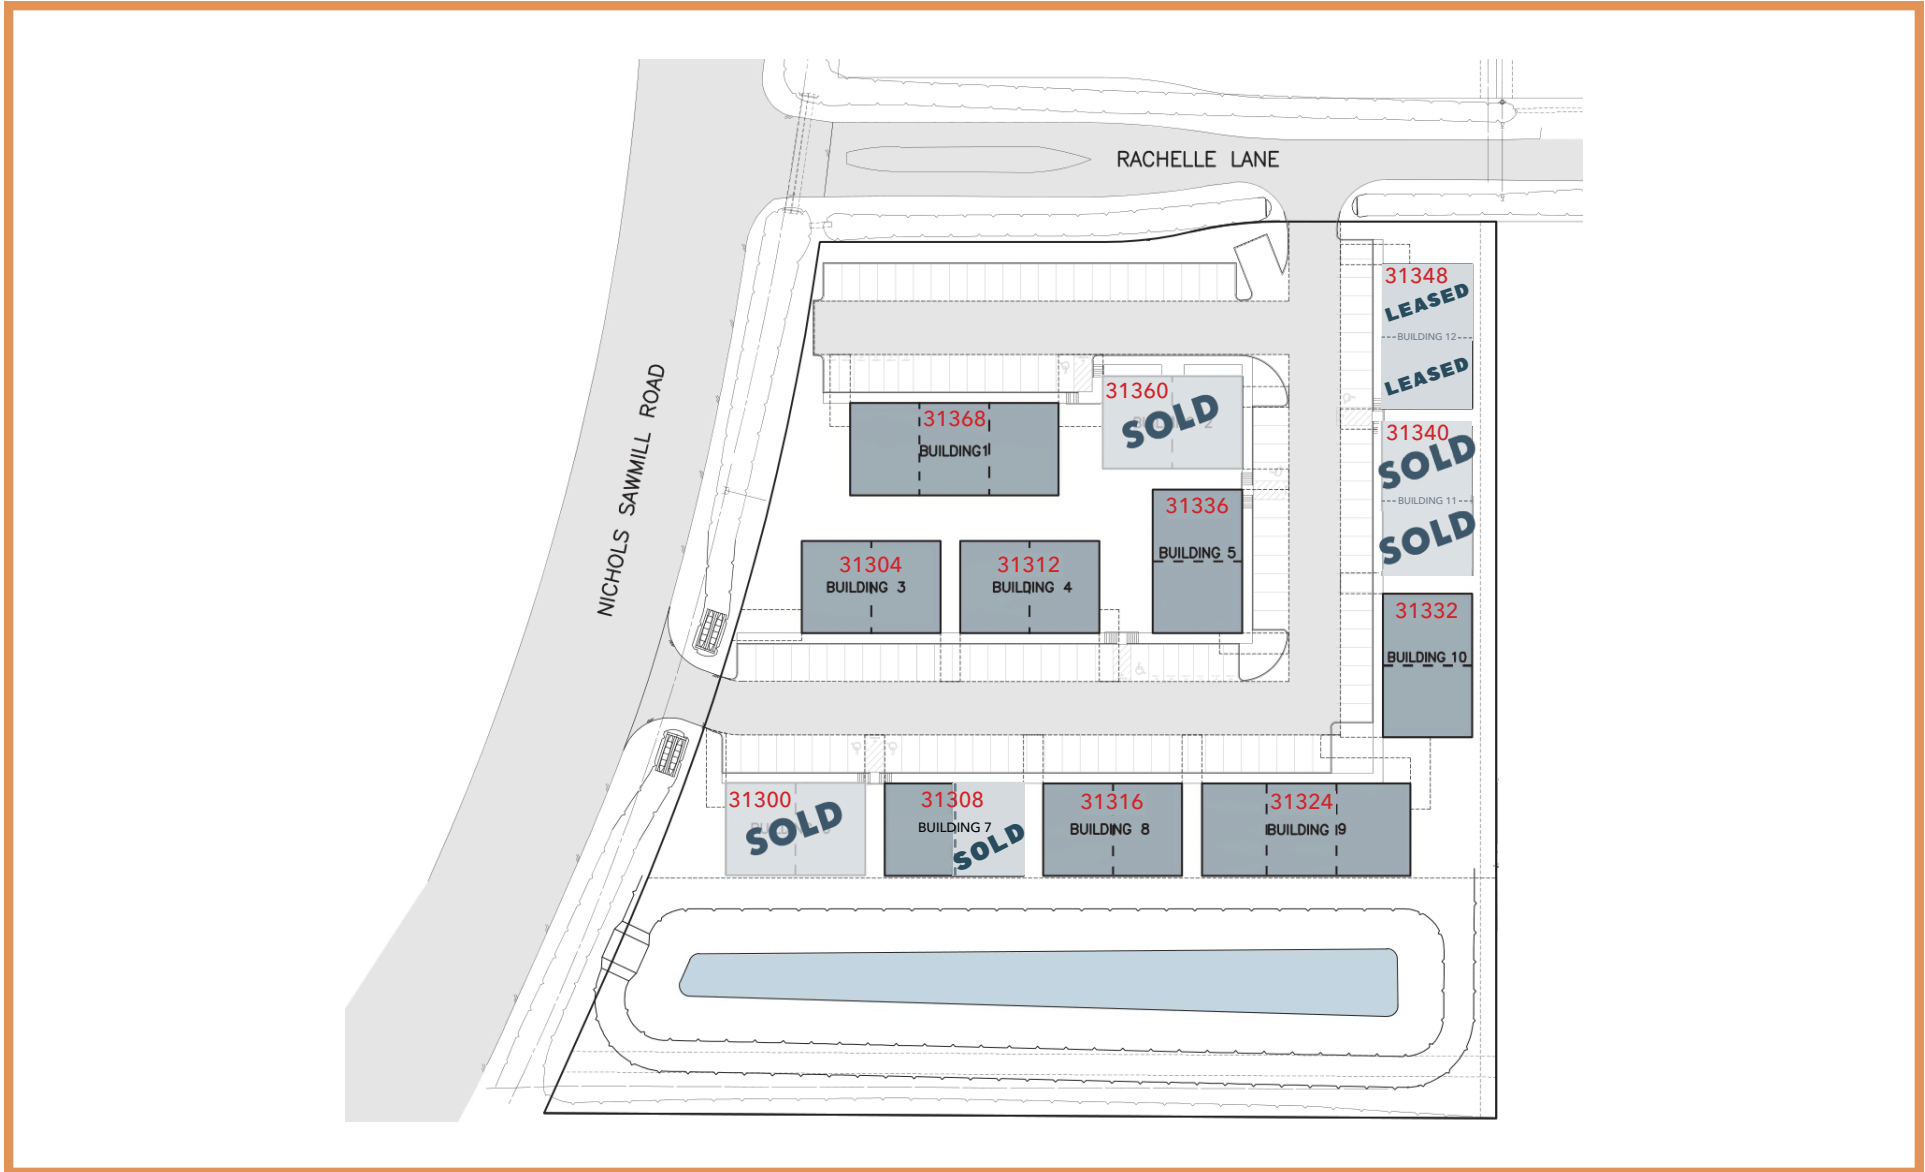 RACHELLE LANE
NICHOLS SAWMILL ROAD
31348
LEASED
BUILDING 12
LEASED
31360
SOLD
31368
BUILDING 1
31340
SOLD
BUILDING 11
SOLD
31336
BUILDING 5
31304
BUILDING 3
31312
BUILDING 4
31332
BUILDING 10
31300
SOLD
31308
BUILDING 7
SOLD
31316
BUILDING 8
31324
BUILDING 9